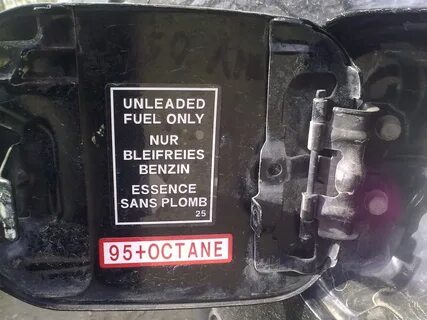 UNLEADED
FUEL ONLY
NUR
BLEIFREIES
BENZIN
ESSENCE
SANS PLOMB
25
95+OCTANE